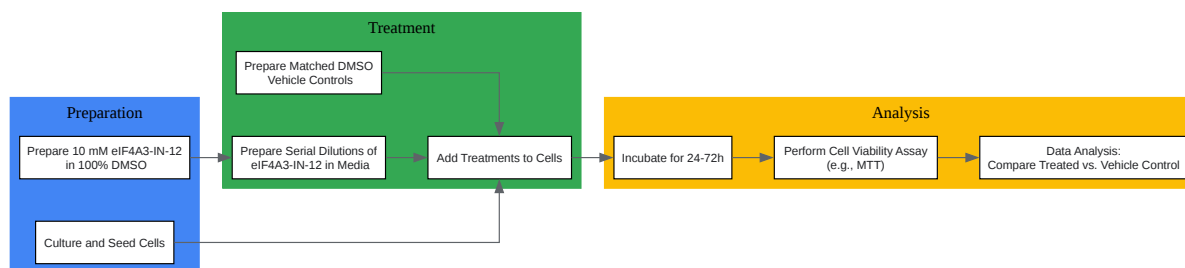 Preparation
Prepare 10 mM eIF4A3-IN-12
in 100% DMSO
Culture and Seed Cells
Treatment
Prepare Matched DMSO
Vehicle Controls
Prepare Serial Dilutions of
eIF4A3-IN-12 in Media
Add Treatments to Cells
Analysis
Incubate for 24-72h
Perform Cell Viability Assay
(e.g., MTT)
Data Analysis:
Compare Treated vs. Vehicle Control